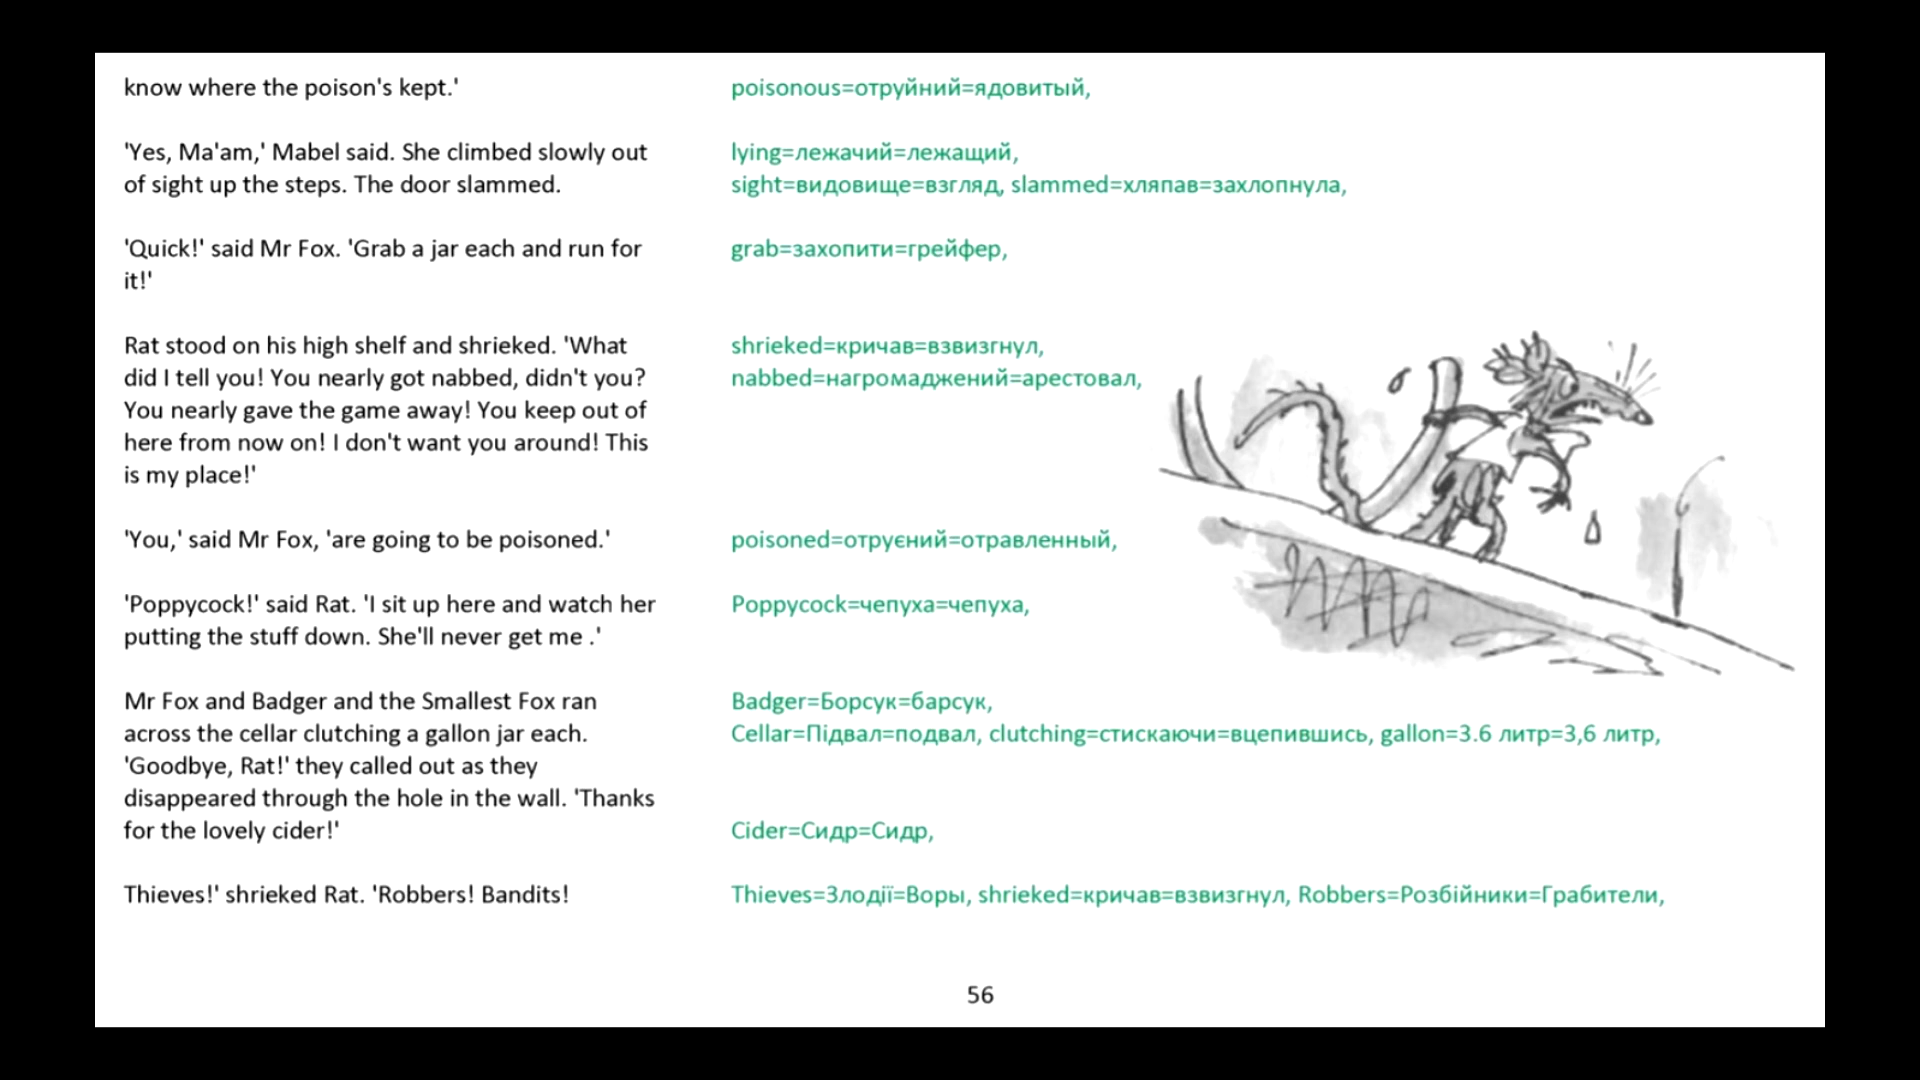 know where the poison's kept.'
poisonous=отруйний=ядовитый,
'Yes, Ma'am,' Mabel said. She climbed slowly out
lying=лежачий=лежащий,
of sight up the steps. The door slammed.
sight=видовище=взгляд, slammed=хляпав=захлопнула,
'Quick!' said Mr Fox. 'Grab a jar each and run for
grab=захопити=грейфер,
it!'
Rat stood on his high shelf and shrieked. 'What
shrieked=кричав=взвизгнул,
did I tell you! You nearly got nabbed, didn't you?
nabbed=нагромаджений=арестовал,
You nearly gave the game away! You keep out of
here from now on! I don't want you around! This
is my place!'
'You,' said Mr Fox, 'are going to be poisoned.'
poisoned=отруєний=отравленный,
'Poppycock!' said Rat. 'I sit up here and watch her
Poppycock=чепуха=чепуха,
putting the stuff down. She'll never get me .'
Mr Fox and Badger and the Smallest Fox ran
Badger=Борсук=барсук,
across the cellar clutching a gallon jar each.
Cellar=Підвал=подвал, clutching=стискаючи=вцепившись, gallon=3.6 литр=3,6 литр,
'Goodbye, Rat!' they called out as they
disappeared through the hole in the wall. 'Thanks
for the lovely cider!'
Cider=Сидр=Сидр,
Thieves!' shrieked Rat. 'Robbers! Bandits!
Thieves=Злодії=Воры, shrieked=кричав=взвизгнул, Robbers=Розбійники=Грабители,
56